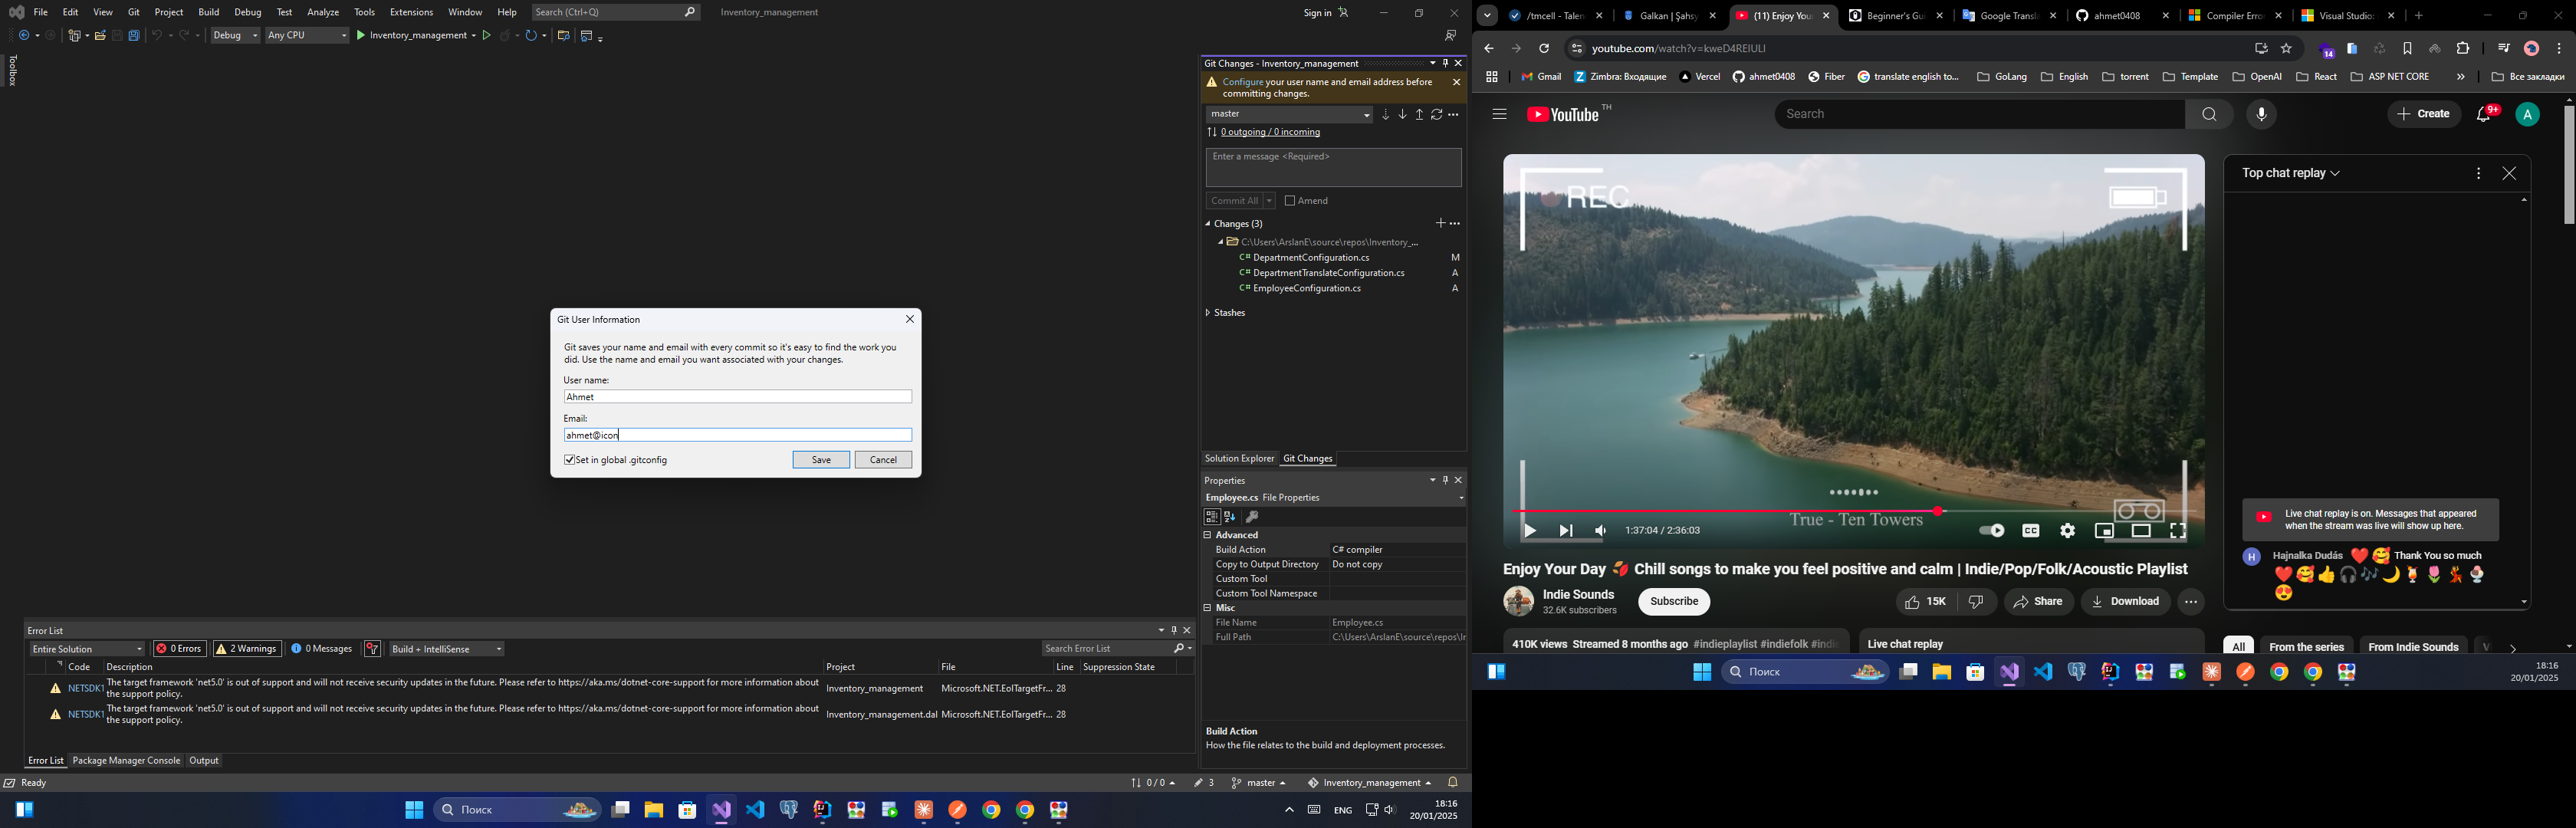 File Edit View Git Project Build Debug Test Analyze Tools Extensions Window Help Search (Ctrl+Q) Inventory_management Sign in
Debug Any CPU Inventory_management
Toolbox
Git Changes - Inventory_management
Configure your user name and email address before
committing changes.
master
0 outgoing / 0 incoming
Enter a message <Required>
Commit All Amend
Changes (3)
C:\Users\ArslanE\source\repos\Inventory_...
DepartmentConfiguration.cs M
DepartmentTranslateConfiguration.cs A
EmployeeConfiguration.cs A
Stashes
Git User Information
Git saves your name and email with every commit so it's easy to find the work you
did. Use the name and email you want associated with your changes.
User name:
Ahmet
Email:
ahmet@icon
Set in global .gitconfig Save Cancel
Solution Explorer Git Changes
Properties
Employee.cs File Properties
Advanced
Build Action C# compiler
Copy to Output Directory Do not copy
Custom Tool
Custom Tool Namespace
Misc
File Name Employee.cs
Full Path C:\Users\ArslanE\source\repos\Ir
Build Action
How the file relates to the build and deployment processes.
Error List
Entire Solution 0 Errors 2 Warnings 0 Messages Build + IntelliSense Search Error List
Code Description Project File Line Suppression State
NETSDK1 The target framework 'net5.0' is out of support and will not receive security updates in the future. Please refer to https://aka.ms/dotnet-core-support for more information about
the support policy. Inventory_management Microsoft.NET.EolTargetFr... 28
NETSDK1 The target framework 'net5.0' is out of support and will not receive security updates in the future. Please refer to https://aka.ms/dotnet-core-support for more information about
the support policy. Inventory_management.dal Microsoft.NET.EolTargetFr... 28
Error List Package Manager Console Output
Ready 0 / 0 3 master Inventory_management
Поиск ENG 18:16
20/01/2025
/tmcell - Talen Galkan | Şahsy (11) Enjoy You Beginner's Gui Google Transla ahmet0408 Compiler Error Visual Studio:
youtube.com/watch?v=kweD4REIULI 14
Gmail Zimbra: Входящие Vercel ahmet0408 Fiber translate english to... GoLang English torrent Template OpenAI React ASP NET CORE » Все закладки
YouTube TH Search Create 9+ A
REC
True - Ten Towers
1:37:04 / 2:36:03 CC
Enjoy Your Day 🍂 Chill songs to make you feel positive and calm | Indie/Pop/Folk/Acoustic Playlist
Indie Sounds
32.6K subscribers
Subscribe 15K Share Download
410K views Streamed 8 months ago #indieplaylist #indiefolk #indie
Live chat replay
Top chat replay
Live chat replay is on. Messages that appeared
when the stream was live will show up here.
H Hajnalka Dudás ❤️🥰 Thank You so much
All From the series From Indie Sounds
Поиск 18:16
20/01/2025